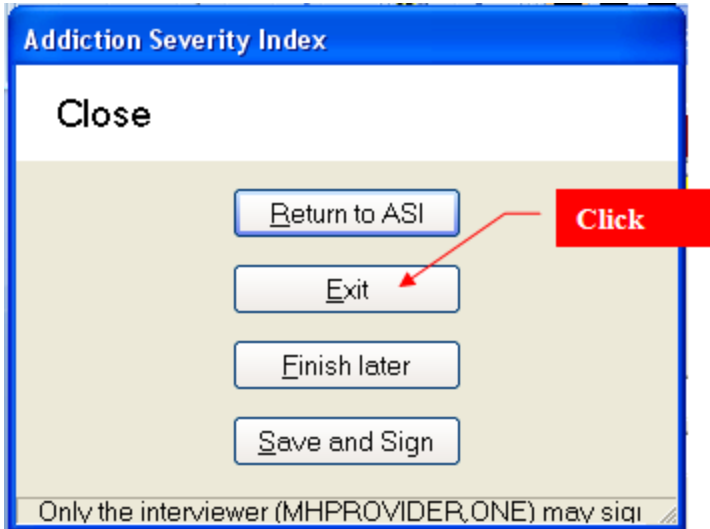 Addiction Severity Index
Close
Return to ASI
Click
Exit
Finish later
Save and Sign
Only the interviewer (MHPROVIDER,ONE) may